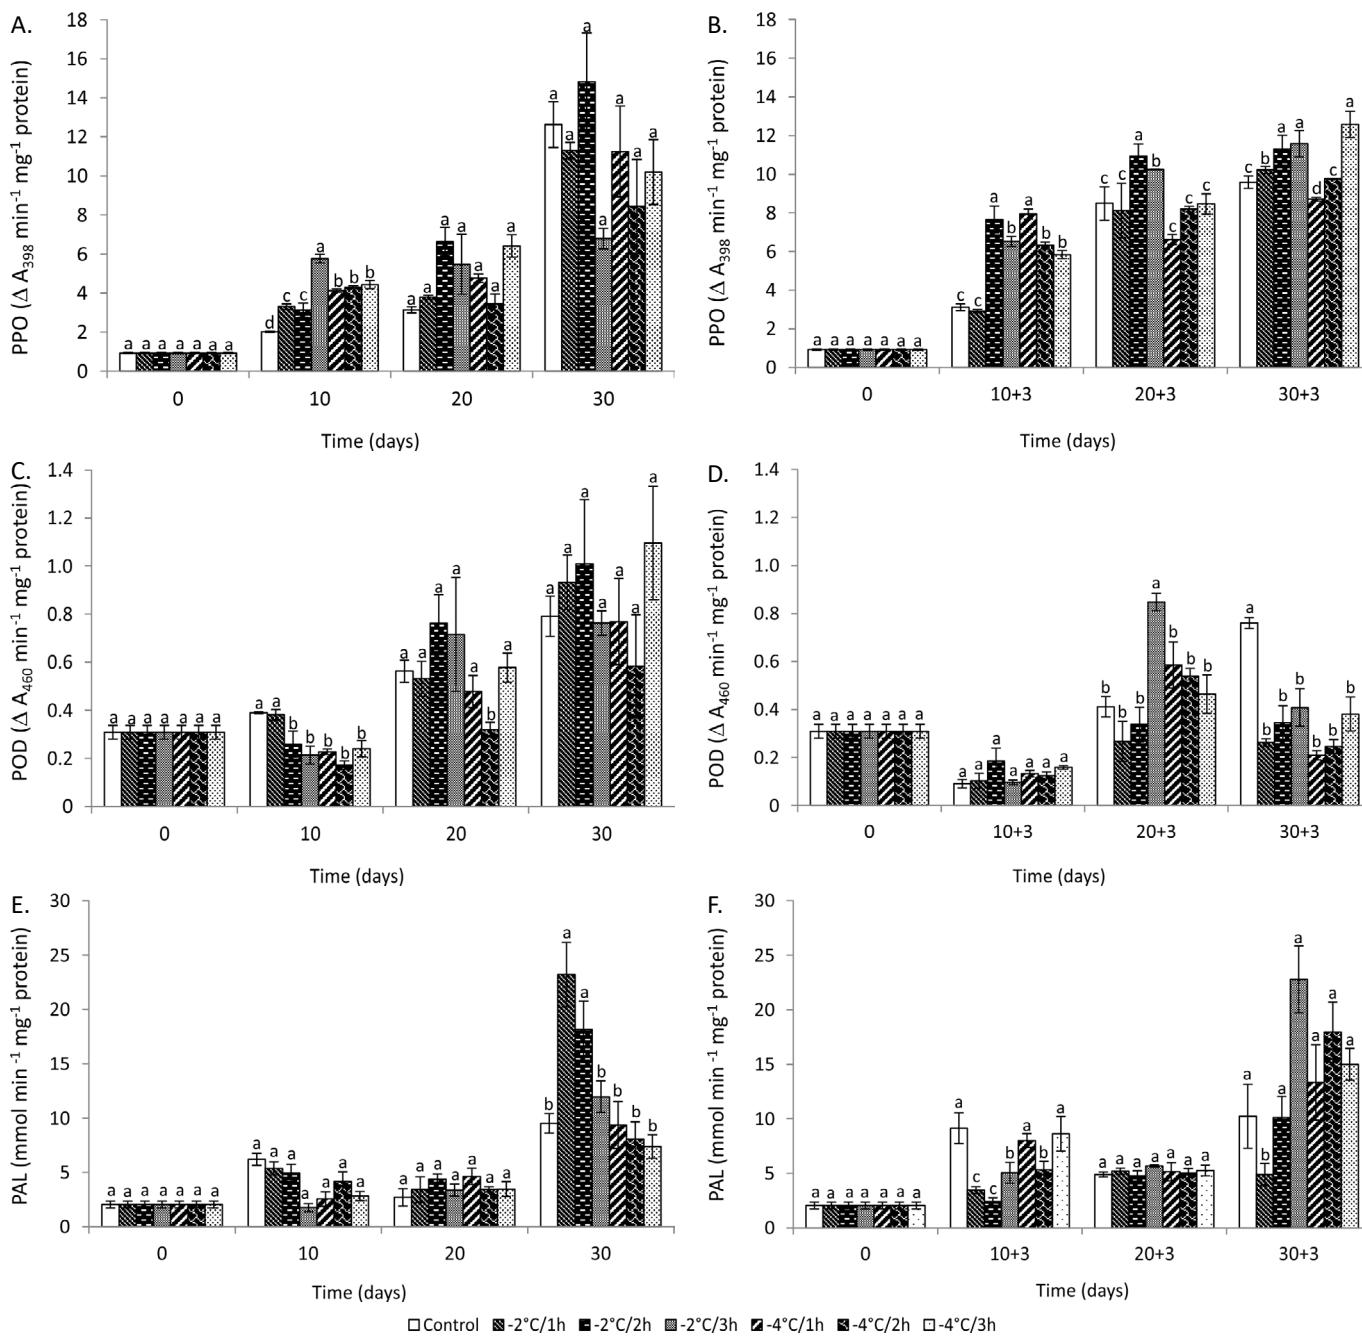 A.
PPO (Δ A398 min-1 mg-1 protein)
18
16
14
12
10
8
6
4
2
0
a a a a a a a
d c c a b b b
a a a a a a a
a a a a a a a
0 10 20 30
Time (days)
B.
PPO (Δ A398 min-1 mg-1 protein)
18
16
14
12
10
8
6
4
2
0
a a a a a a a
c c a b a b b
c c a b c c c
c b a a d c a
0 10+3 20+3 30+3
Time (days)
C.
POD (Δ A460 min-1 mg-1 protein)
1.4
1.2
1.0
0.8
0.6
0.4
0.2
0
a a a a a a a
a a b b b b b
a a a a a b a
a a a a a a a
0 10 20 30
Time (days)
D.
POD (Δ A460 min-1 mg-1 protein)
1.4
1.2
1.0
0.8
0.6
0.4
0.2
0
a a a a a a a
a a a a a a a
b b b a b b b
a b b b b b b
0 10+3 20+3 30+3
Time (days)
E.
PAL (mmol min -1 mg-1 protein)
30
25
20
15
10
5
0
a a a a a a a
a a a a a a a
a a a a a a a
b a a b b b b
0 10 20 30
Time (days)
F.
PAL (mmol min-1 mg-1 protein)
30
25
20
15
10
5
0
a a a a a a a
a c c b a b a
a a a a a a a
a b a a a a a
0 10+3 20+3 30+3
Time (days)
Control -2°C/1h -2°C/2h -2°C/3h -4°C/1h -4°C/2h -4°C/3h